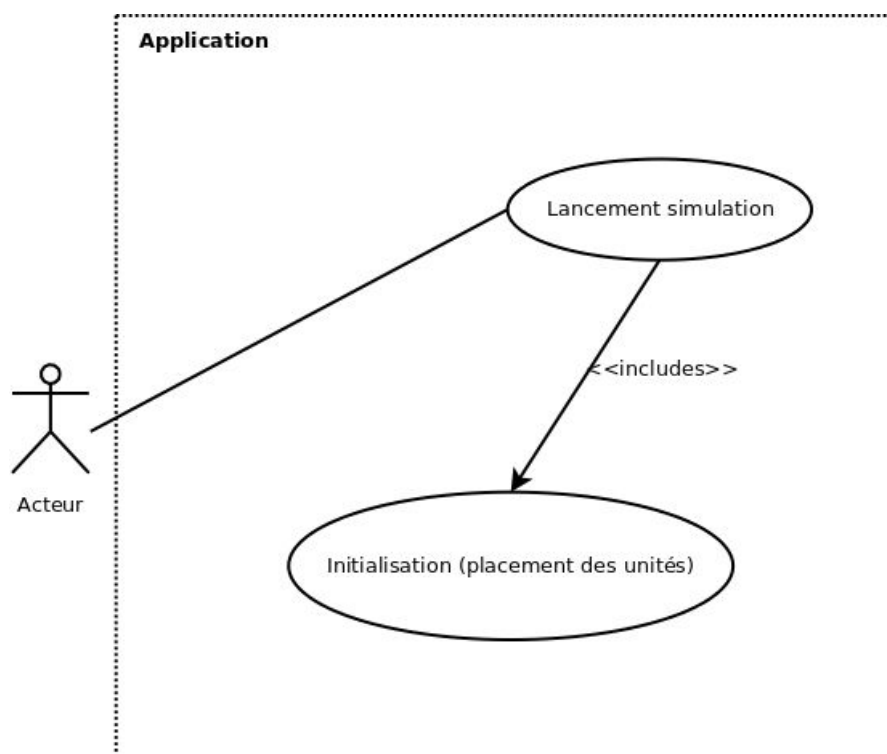 Application
Lancement simulation
<<includes>>
Acteur
Initialisation (placement des unités)